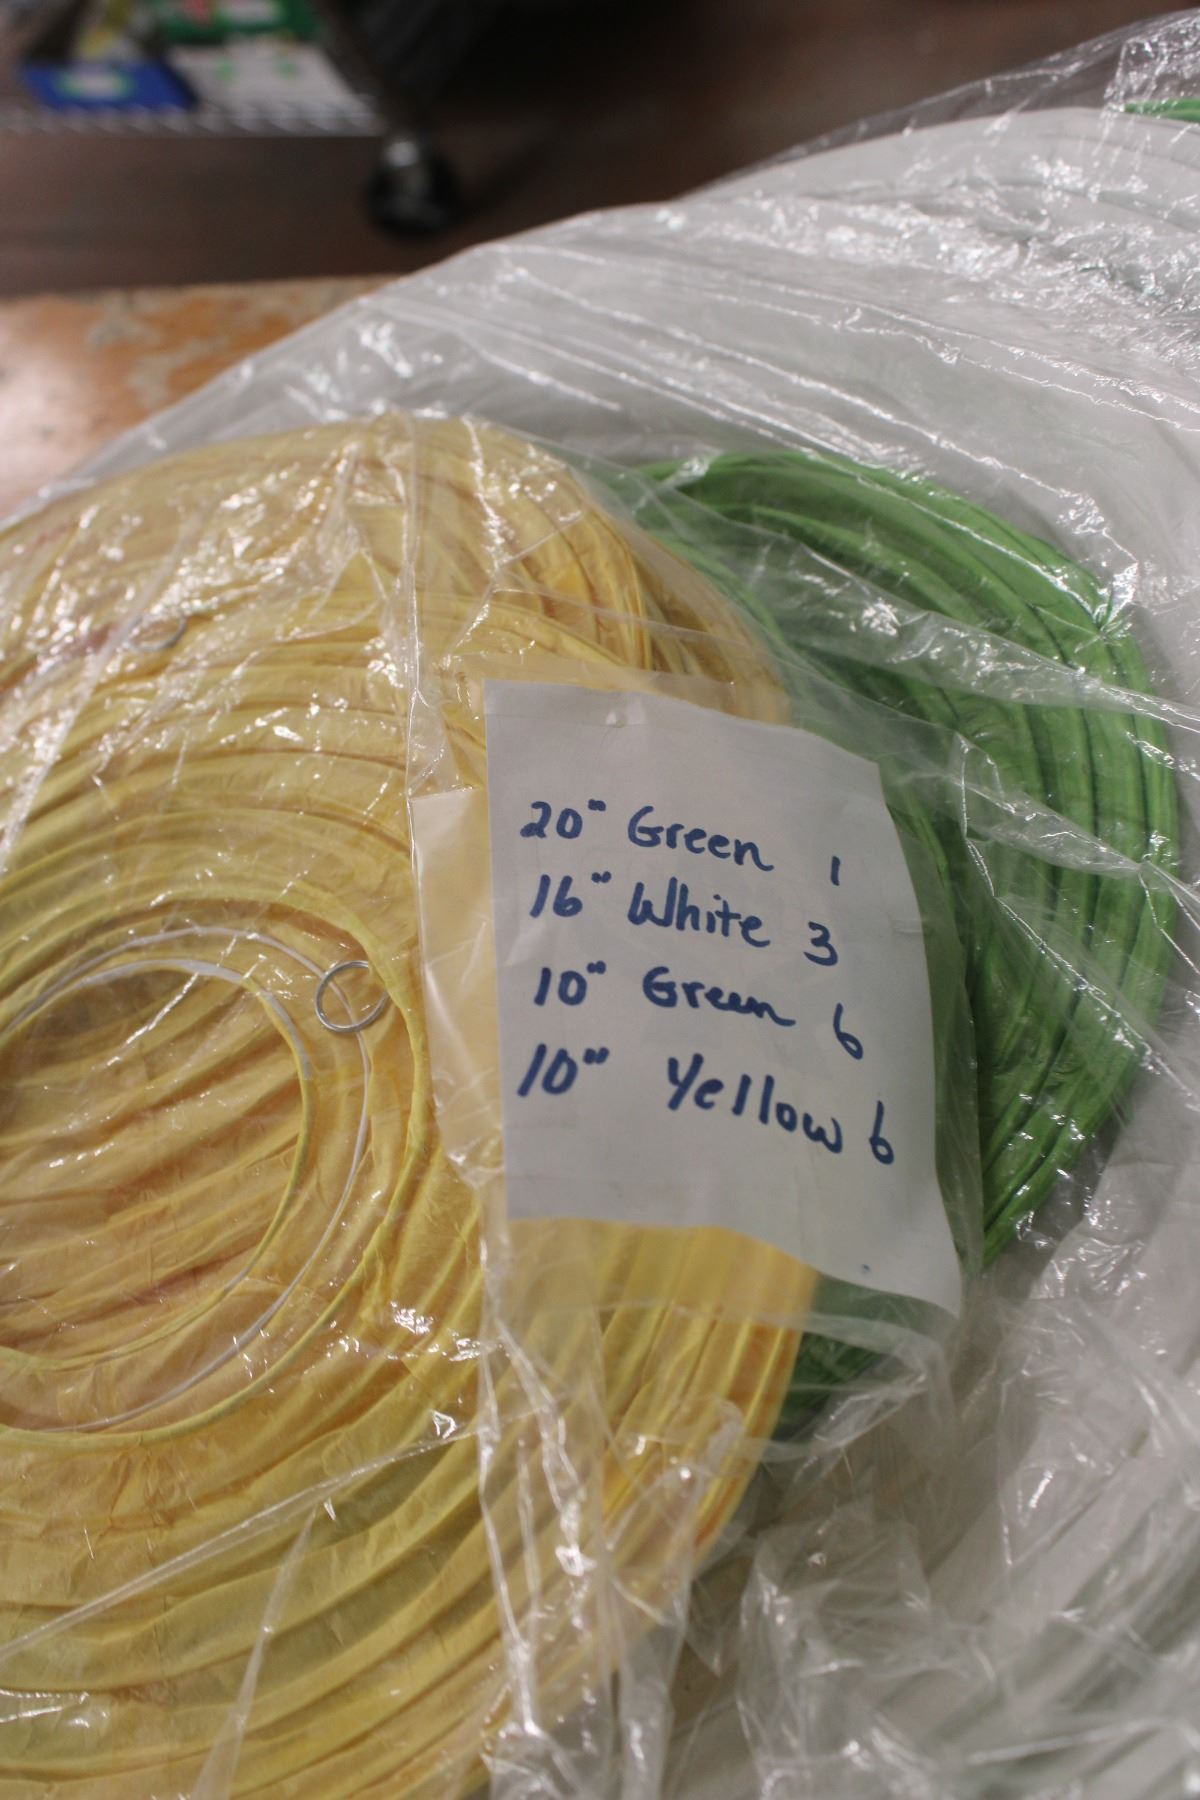 20" Green 1
16" White 3
10" Green 6
10" Yellow 6